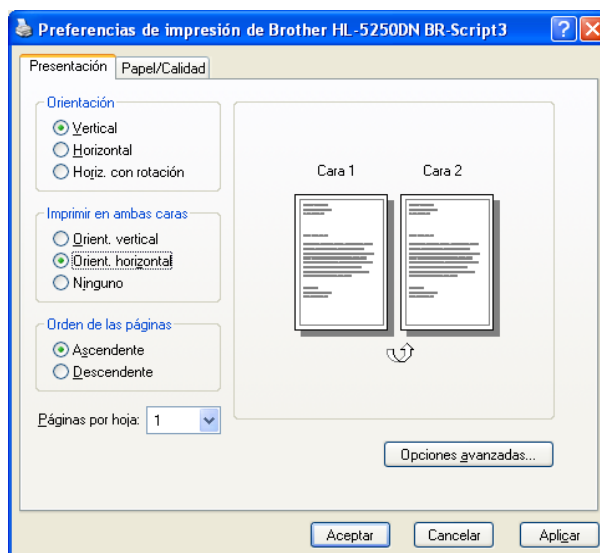 Preferencias de impresión de Brother HL-5250DN BR-Script3
Presentación
Papel/Calidad
Orientación
Vertical
Horizontal
Horiz. con rotación
Imprimir en ambas caras
Orient. vertical
Orient. horizontal
Ninguno
Orden de las páginas
Ascendente
Descendente
Páginas por hoja: 1
Cara 1 Cara 2
Opciones avanzadas...
Aceptar Cancelar Aplicar